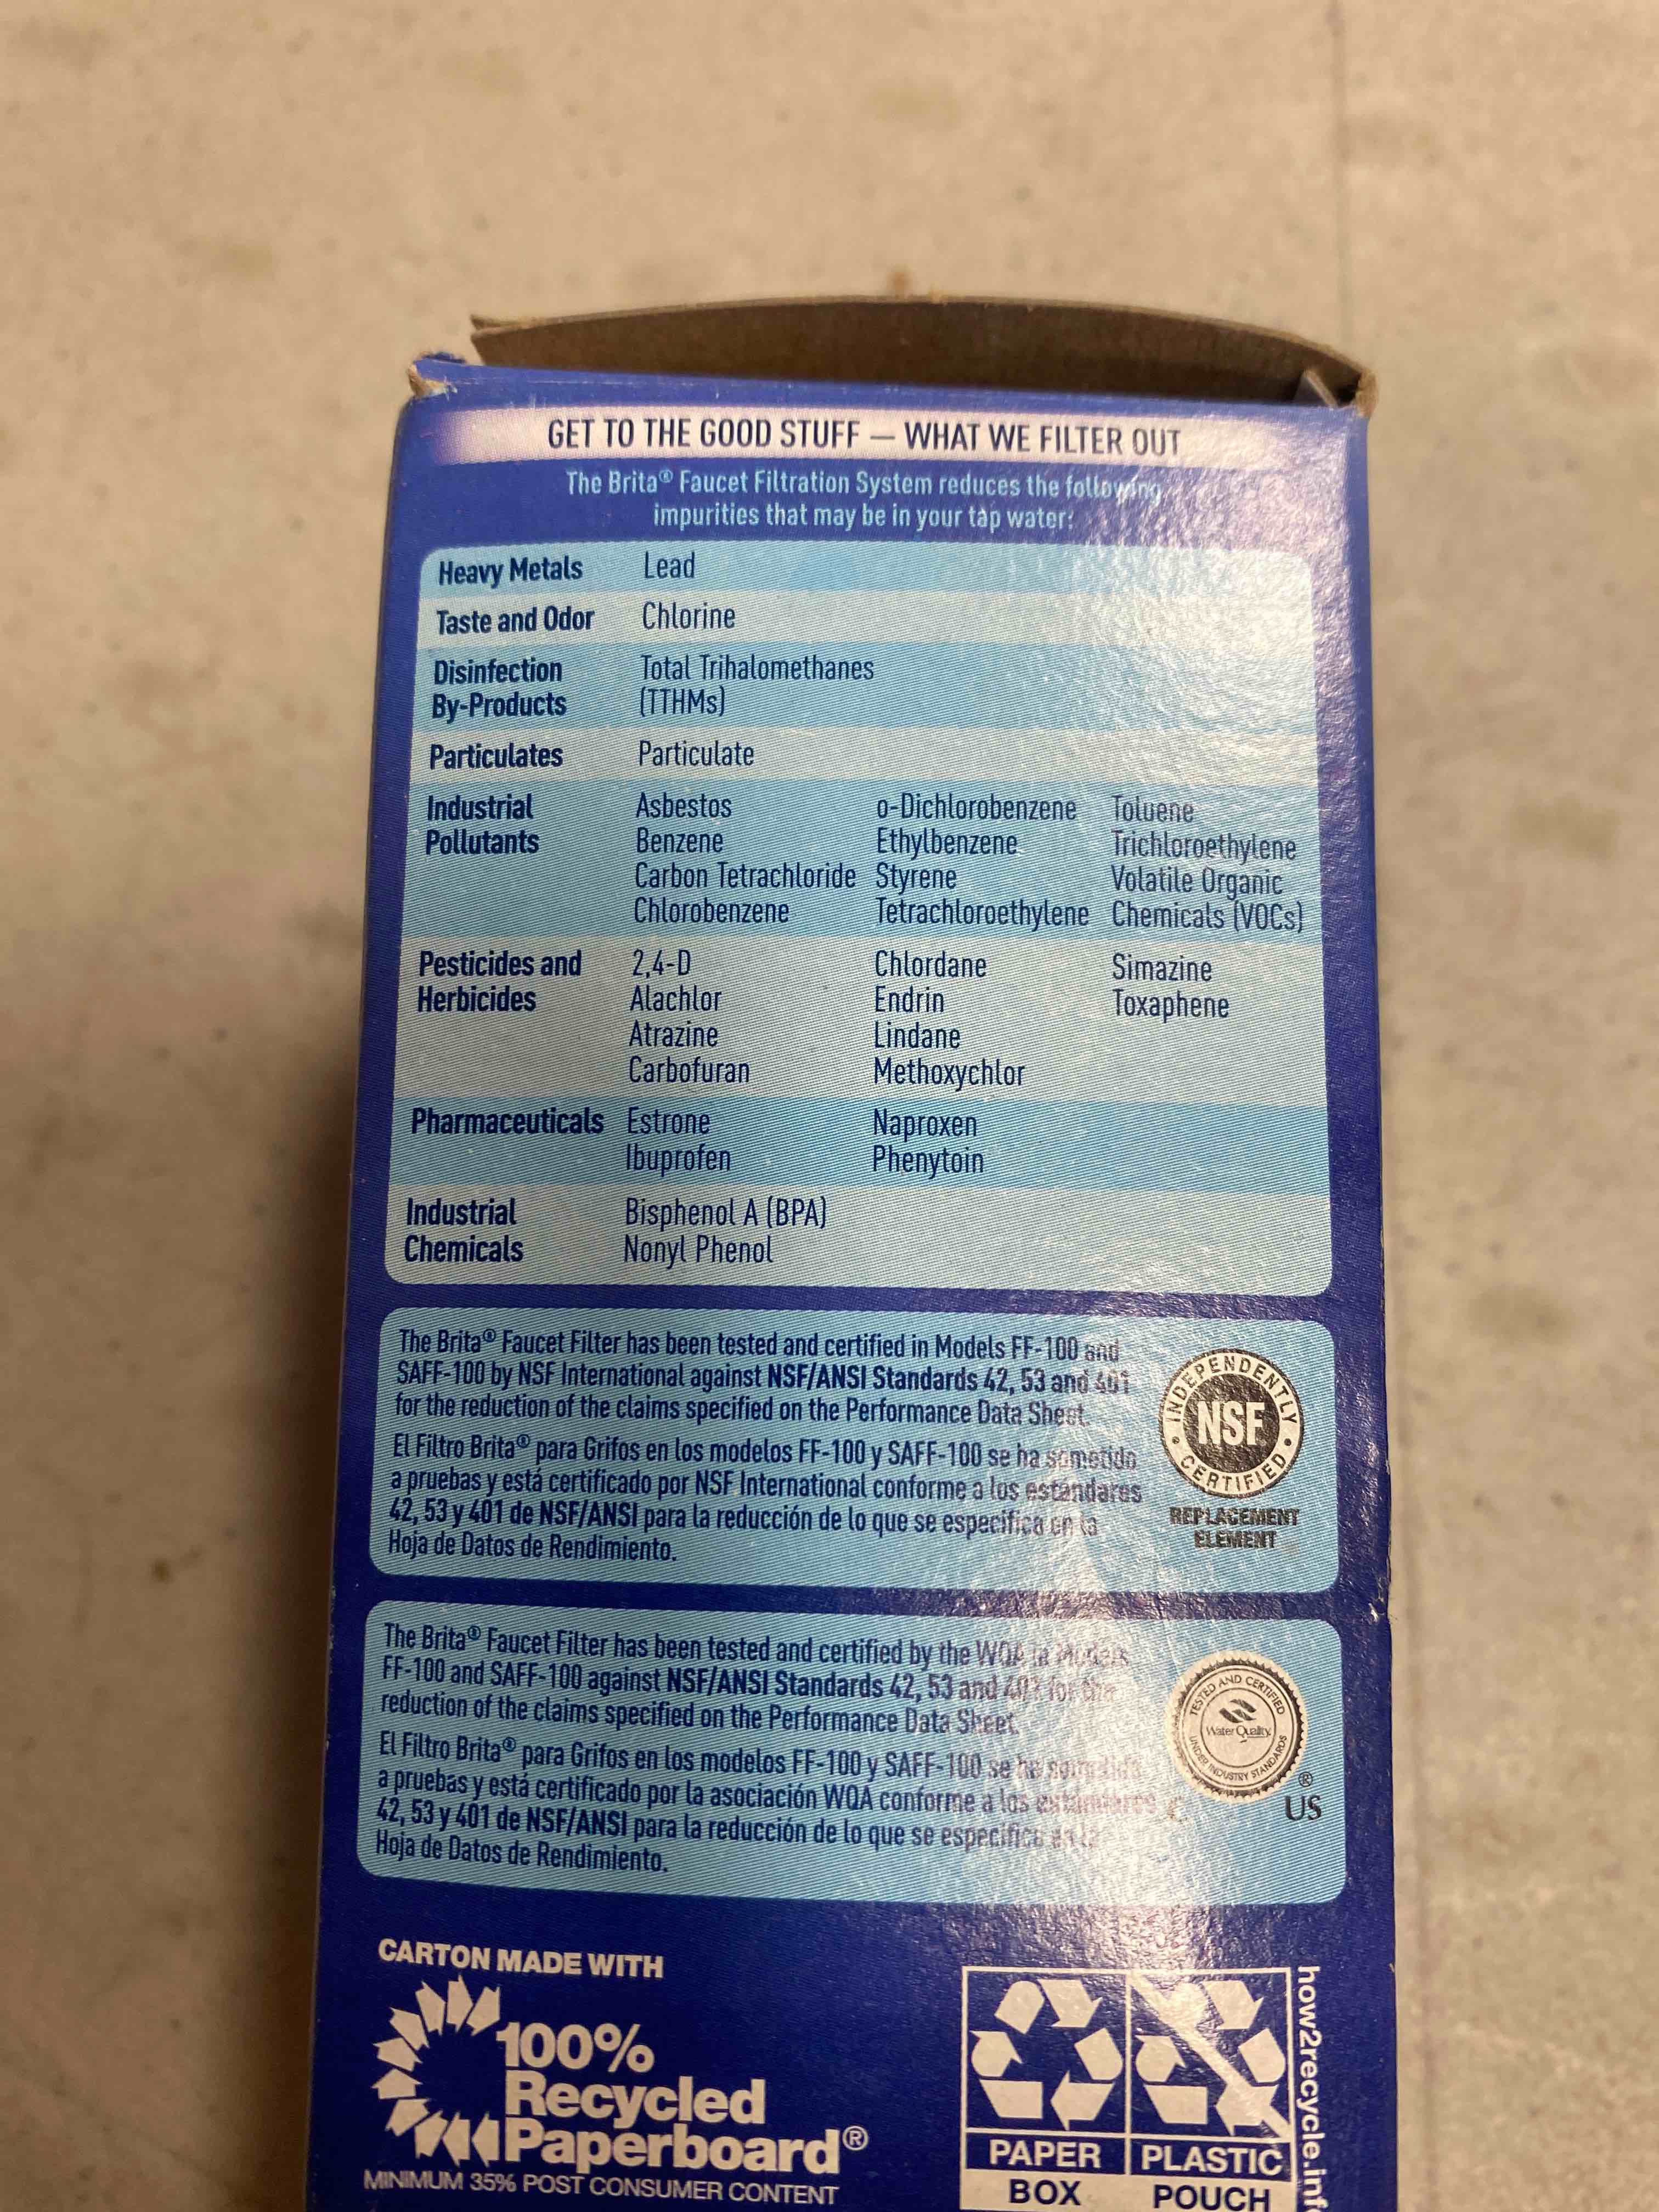 GET TO THE GOOD STUFF — WHAT WE FILTER OUT
The Brita® Faucet Filtration System reduces the following
impurities that may be in your tap water:
Heavy Metals Lead
Taste and Odor Chlorine
Disinfection Total Trihalomethanes
By-Products (TTHMs)
Particulates Particulate
Industrial Asbestos o-Dichlorobenzene Toluene
Pollutants Benzene Ethylbenzene Trichloroethylene
Carbon Tetrachloride Styrene Volatile Organic
Chlorobenzene Tetrachloroethylene Chemicals (VOCs)
Pesticides and 2,4-D Chlordane Simazine
Herbicides Alachlor Endrin Toxaphene
Atrazine Lindane
Carbofuran Methoxychlor
Pharmaceuticals Estrone Naproxen
Ibuprofen Phenytoin
Industrial Bisphenol A (BPA)
Chemicals Nonyl Phenol
The Brita® Faucet Filter has been tested and certified in Models FF-100 and
SAFF-100 by NSF International against NSF/ANSI Standards 42, 53 and 401
for the reduction of the claims specified on the Performance Data Sheet.
El Filtro Brita® para Grifos en los modelos FF-100 y SAFF-100 se ha sometido
a pruebas y está certificado por NSF International conforme a los estándares
42, 53 y 401 de NSF/ANSI para la reducción de lo que se especifica en la
Hoja de Datos de Rendimiento.
INDEPENDENTLY
NSF
CERTIFIED
REPLACEMENT
ELEMENT
The Brita® Faucet Filter has been tested and certified by the WQA in Models
FF-100 and SAFF-100 against NSF/ANSI Standards 42, 53 and 401 for the
reduction of the claims specified on the Performance Data Sheet.
El Filtro Brita® para Grifos en los modelos FF-100 y SAFF-100 se ha sometido
a pruebas y está certificado por la asociación WQA conforme a los estándares
42, 53 y 401 de NSF/ANSI para la reducción de lo que se especifica en la
Hoja de Datos de Rendimiento.
TESTED AND CERTIFIED
Water Quality
UNDER INDUSTRY STANDARDS
®
C US
CARTON MADE WITH
100%
Recycled
Paperboard®
MINIMUM 35% POST CONSUMER CONTENT
PAPER PLASTIC
BOX POUCH
how2recycle.inf